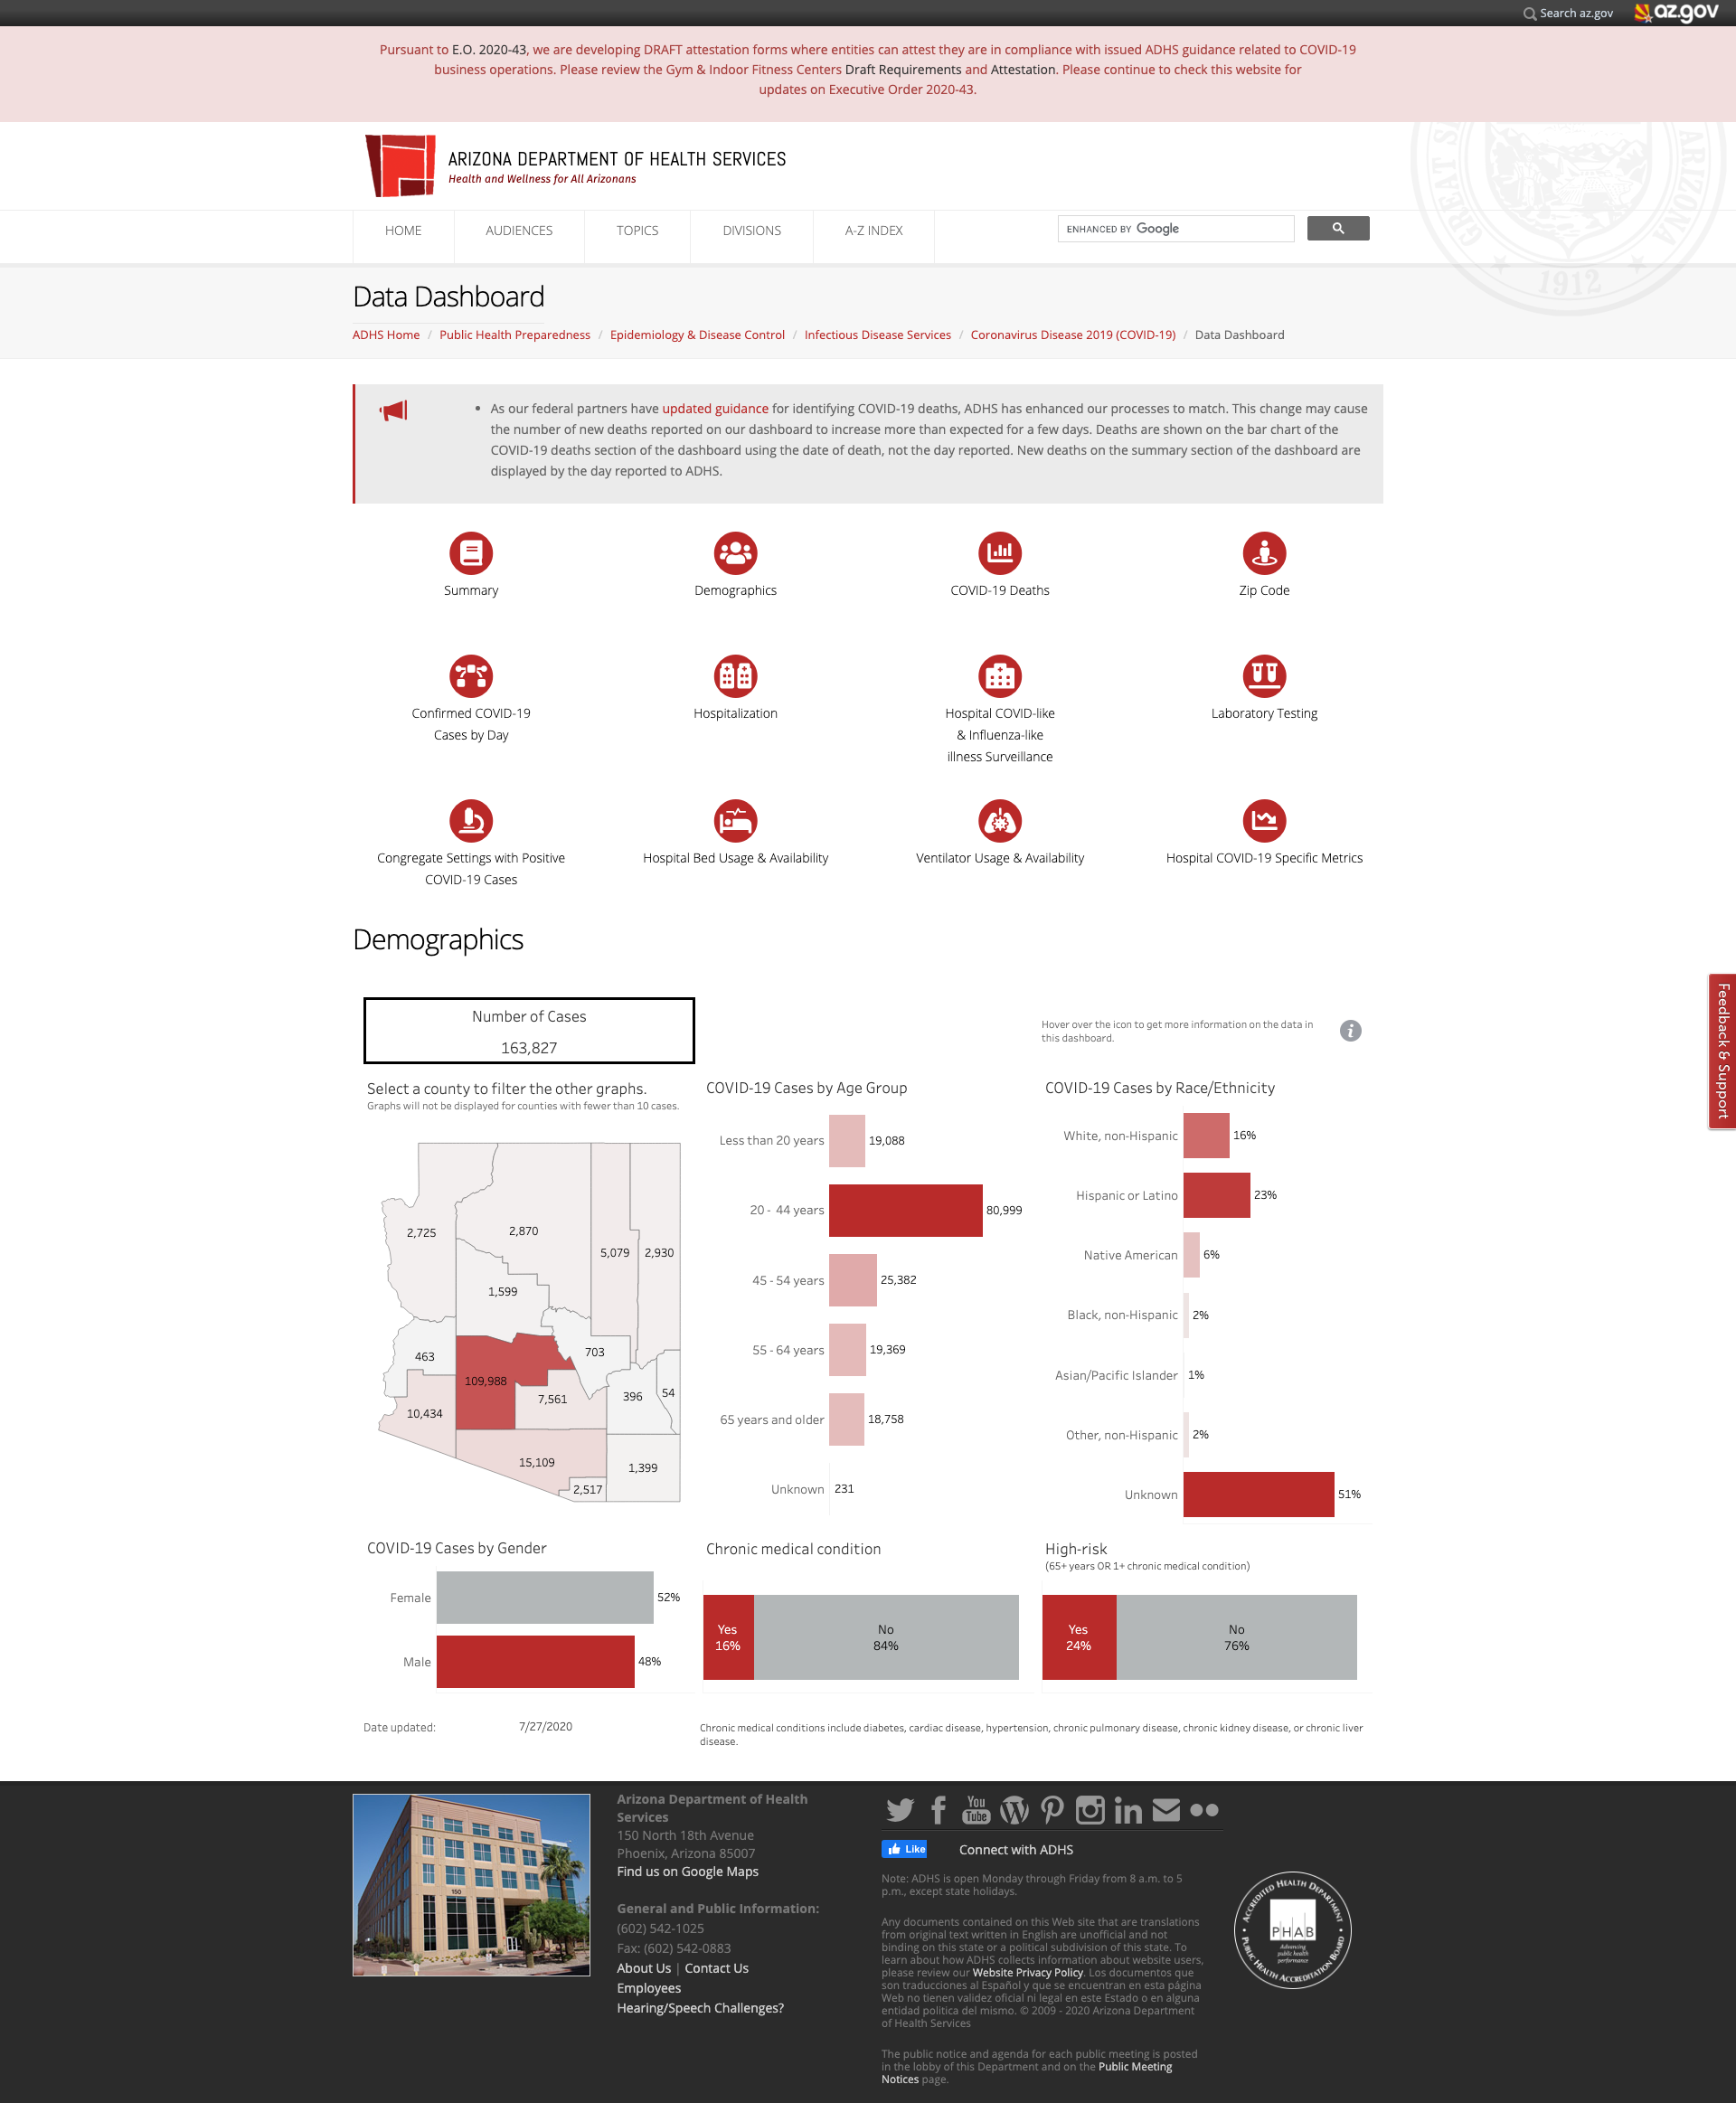 Search az.gov
az.gov
Pursuant to E.O. 2020-43, we are developing DRAFT attestation forms where entities can attest they are in compliance with issued ADHS guidance related to COVID-19
business operations. Please review the Gym & Indoor Fitness Centers Draft Requirements and Attestation. Please continue to check this website for
updates on Executive Order 2020-43.
ARIZONA DEPARTMENT OF HEALTH SERVICES
Health and Wellness for All Arizonans
GREAT S
ARIZONA
1912
HOME
AUDIENCES
TOPICS
DIVISIONS
A-Z INDEX
ENHANCED BY Google
Data Dashboard
ADHS Home / Public Health Preparedness / Epidemiology & Disease Control / Infectious Disease Services / Coronavirus Disease 2019 (COVID-19) / Data Dashboard
• As our federal partners have updated guidance for identifying COVID-19 deaths, ADHS has enhanced our processes to match. This change may cause
the number of new deaths reported on our dashboard to increase more than expected for a few days. Deaths are shown on the bar chart of the
COVID-19 deaths section of the dashboard using the date of death, not the day reported. New deaths on the summary section of the dashboard are
displayed by the day reported to ADHS.
Summary
Demographics
COVID-19 Deaths
Zip Code
Confirmed COVID-19
Cases by Day
Hospitalization
Hospital COVID-like
& Influenza-like
illness Surveillance
Laboratory Testing
Congregate Settings with Positive
COVID-19 Cases
Hospital Bed Usage & Availability
Ventilator Usage & Availability
Hospital COVID-19 Specific Metrics
Demographics
Feedback & Support
Number of Cases
163,827
Hover over the icon to get more information on the data in
this dashboard.
i
Select a county to filter the other graphs.
Graphs will not be displayed for counties with fewer than 10 cases.
2,725
2,870
5,079
2,930
1,599
463
703
109,988
7,561
396
54
10,434
15,109
1,399
2,517
COVID-19 Cases by Age Group
Less than 20 years 19,088
20 - 44 years 80,999
45 - 54 years 25,382
55 - 64 years 19,369
65 years and older 18,758
Unknown 231
COVID-19 Cases by Race/Ethnicity
White, non-Hispanic 16%
Hispanic or Latino 23%
Native American 6%
Black, non-Hispanic 2%
Asian/Pacific Islander 1%
Other, non-Hispanic 2%
Unknown 51%
COVID-19 Cases by Gender
Female 52%
Male 48%
Chronic medical condition
Yes
16%
No
84%
High-risk
(65+ years OR 1+ chronic medical condition)
Yes
24%
No
76%
Date updated: 7/27/2020
Chronic medical conditions include diabetes, cardiac disease, hypertension, chronic pulmonary disease, chronic kidney disease, or chronic liver
disease.
150
Arizona Department of Health
Services
150 North 18th Avenue
Phoenix, Arizona 85007
Find us on Google Maps
General and Public Information:
(602) 542-1025
Fax: (602) 542-0883
About Us | Contact Us
Employees
Hearing/Speech Challenges?
You
Tube
in
Like
Connect with ADHS
Note: ADHS is open Monday through Friday from 8 a.m. to 5
p.m., except state holidays.
Any documents contained on this Web site that are translations
from original text written in English are unofficial and not
binding on this state or a political subdivision of this state. To
learn about how ADHS collects information about website users,
please review our Website Privacy Policy. Los documentos que
son traducciones al Español y que se encuentran en esta página
Web no tienen validez oficial ni legal en este Estado o en alguna
entidad politica del mismo. © 2009 - 2020 Arizona Department
of Health Services
The public notice and agenda for each public meeting is posted
in the lobby of this Department and on the Public Meeting
Notices page.
ACCREDITED HEALTH DEPARTMENT
PHAB
Advancing
public health
performance
PUBLIC HEALTH ACCREDITATION BOARD